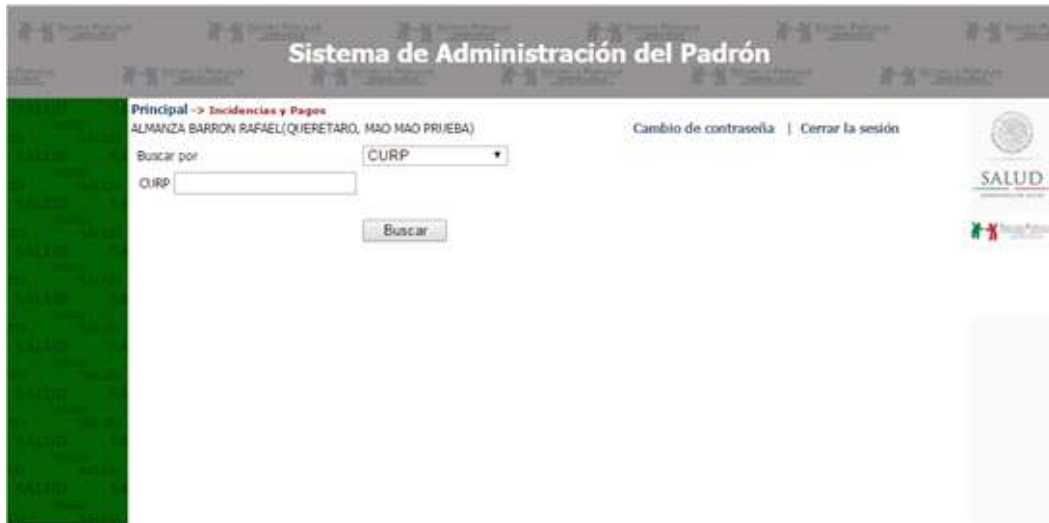 Sistema de Administración del Padrón
Principal -> Incidencias y Pagos
ALMANZA BARRON RAFAEL(QUERETARO, MAO MAO PRUEBA)
Cambio de contraseña | Cerrar la sesión
Buscar por CURP
CURP
Buscar
SALUD